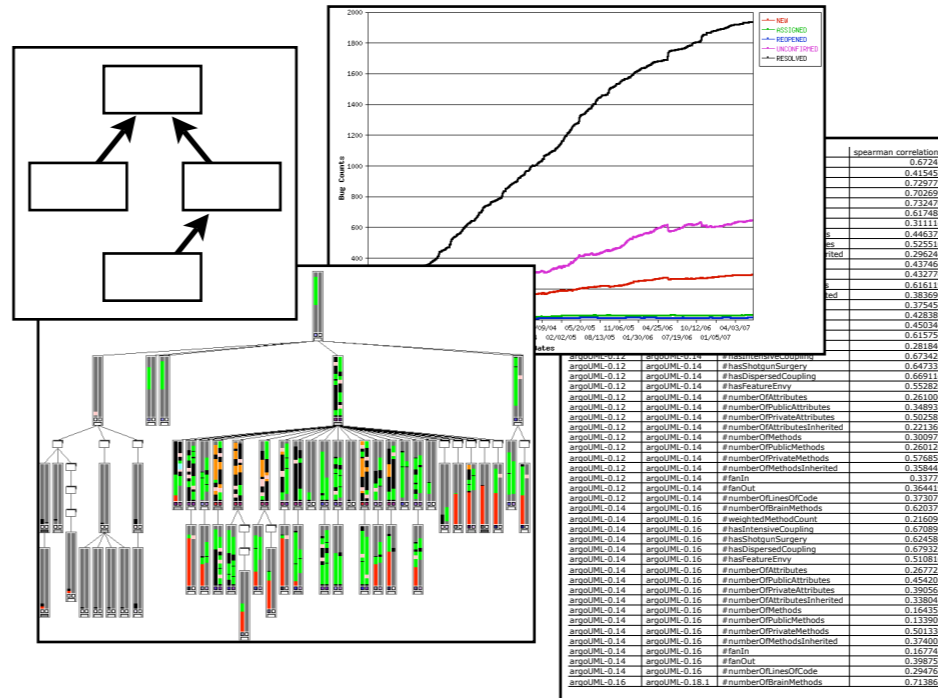 2000
1800
1600
1400
1200
1000
800
600
400
Bug Counts
NEW
ASSIGNED
REOPENED
UNCONFIRMED
RESOLVED
/09/04 05/20/05 11/06/05 04/25/06 10/12/06 04/03/07
02/02/05 08/13/05 01/30/06 07/19/06 01/05/07
ates
spearman correlation
0.6724
0.41545
0.72977
0.70269
0.73247
0.61748
0.31111
s 0.44637
es 0.52551
rited 0.29624
0.43746
0.43277
s 0.61611
ted 0.38369
0.37545
0.42838
0.45034
0.61575
0.28184
argoUML-0.12 argoUML-0.14 #hasIntensiveCoupling 0.67342
argoUML-0.12 argoUML-0.14 #hasShotgunSurgery 0.64733
argoUML-0.12 argoUML-0.14 #hasDispersedCoupling 0.66911
argoUML-0.12 argoUML-0.14 #hasFeatureEnvy 0.55282
argoUML-0.12 argoUML-0.14 #numberOfAttributes 0.26100
argoUML-0.12 argoUML-0.14 #numberOfPublicAttributes 0.34893
argoUML-0.12 argoUML-0.14 #numberOfPrivateAttributes 0.50258
argoUML-0.12 argoUML-0.14 #numberOfAttributesInherited 0.22136
argoUML-0.12 argoUML-0.14 #numberOfMethods 0.30097
argoUML-0.12 argoUML-0.14 #numberOfPublicMethods 0.26012
argoUML-0.12 argoUML-0.14 #numberOfPrivateMethods 0.57685
argoUML-0.12 argoUML-0.14 #numberOfMethodsInherited 0.35844
argoUML-0.12 argoUML-0.14 #fanIn 0.3377
argoUML-0.12 argoUML-0.14 #fanOut 0.36441
argoUML-0.12 argoUML-0.14 #numberOfLinesOfCode 0.37307
argoUML-0.14 argoUML-0.16 #numberOfBrainMethods 0.62037
argoUML-0.14 argoUML-0.16 #weightedMethodCount 0.21609
argoUML-0.14 argoUML-0.16 #hasIntensiveCoupling 0.67089
argoUML-0.14 argoUML-0.16 #hasShotgunSurgery 0.62458
argoUML-0.14 argoUML-0.16 #hasDispersedCoupling 0.67932
argoUML-0.14 argoUML-0.16 #hasFeatureEnvy 0.51081
argoUML-0.14 argoUML-0.16 #numberOfAttributes 0.26772
argoUML-0.14 argoUML-0.16 #numberOfPublicAttributes 0.45420
argoUML-0.14 argoUML-0.16 #numberOfPrivateAttributes 0.39056
argoUML-0.14 argoUML-0.16 #numberOfAttributesInherited 0.33804
argoUML-0.14 argoUML-0.16 #numberOfMethods 0.16435
argoUML-0.14 argoUML-0.16 #numberOfPublicMethods 0.13390
argoUML-0.14 argoUML-0.16 #numberOfPrivateMethods 0.50133
argoUML-0.14 argoUML-0.16 #numberOfMethodsInherited 0.37400
argoUML-0.14 argoUML-0.16 #fanIn 0.16774
argoUML-0.14 argoUML-0.16 #fanOut 0.39875
argoUML-0.14 argoUML-0.16 #numberOfLinesOfCode 0.29476
argoUML-0.16 argoUML-0.18.1 #numberOfBrainMethods 0.71386